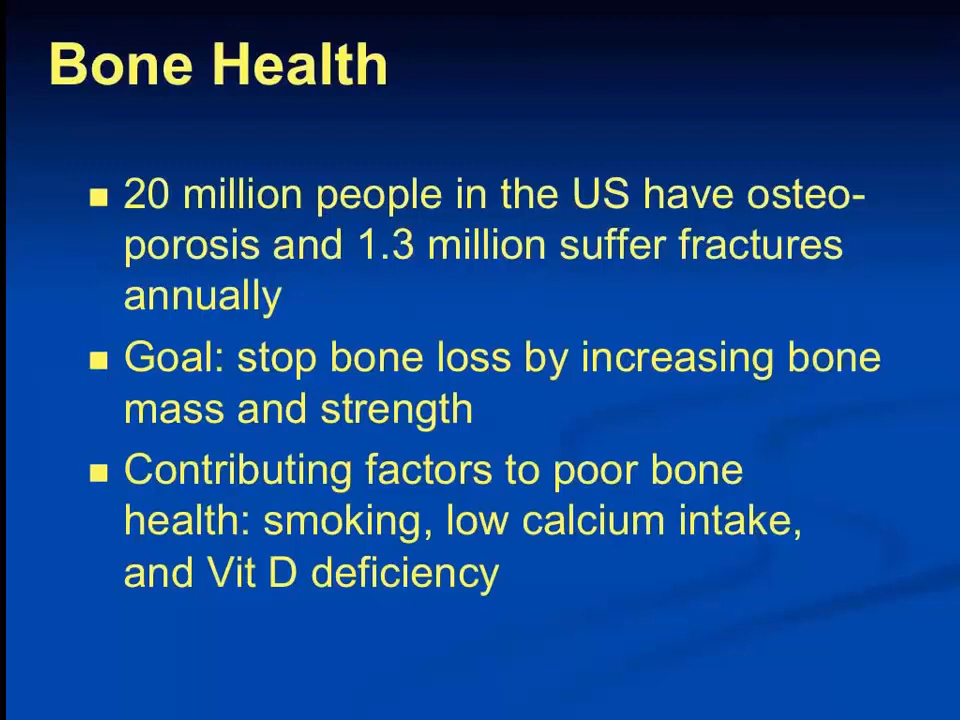 Bone Health
20 million people in the US have osteo-
porosis and 1.3 million suffer fractures
annually
Goal: stop bone loss by increasing bone
mass and strength
Contributing factors to poor bone
health: smoking, low calcium intake,
and Vit D deficiency